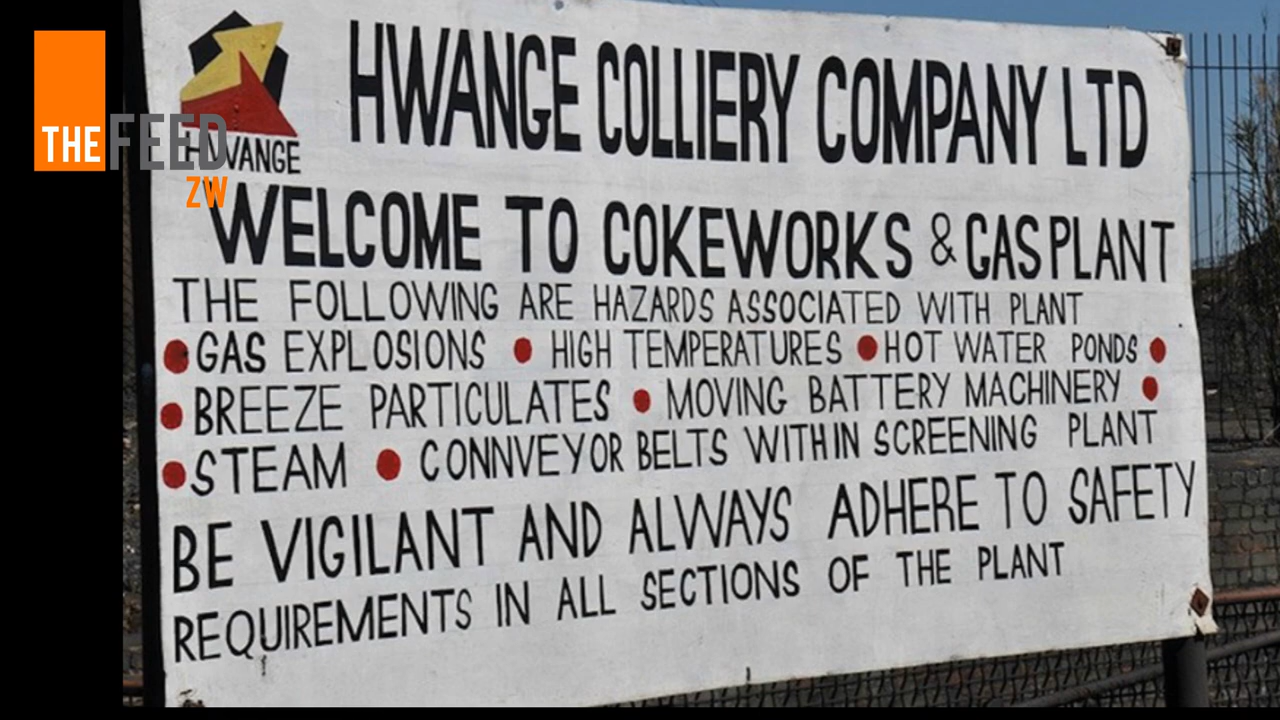 THE FEED
ZW
HWANGE
HWANGE COLLIERY COMPANY LTD
WELCOME TO COKEWORKS & GAS PLANT
THE FOLLOWING ARE HAZARDS ASSOCIATED WITH PLANT
• GAS EXPLOSIONS • HIGH TEMPERATURES • HOT WATER PONDS •
• BREEZE PARTICULATES • MOVING BATTERY MACHINERY •
• STEAM • CONNVEYOR BELTS WITHIN SCREENING PLANT
BE VIGILANT AND ALWAYS ADHERE TO SAFETY
REQUIREMENTS IN ALL SECTIONS OF THE PLANT